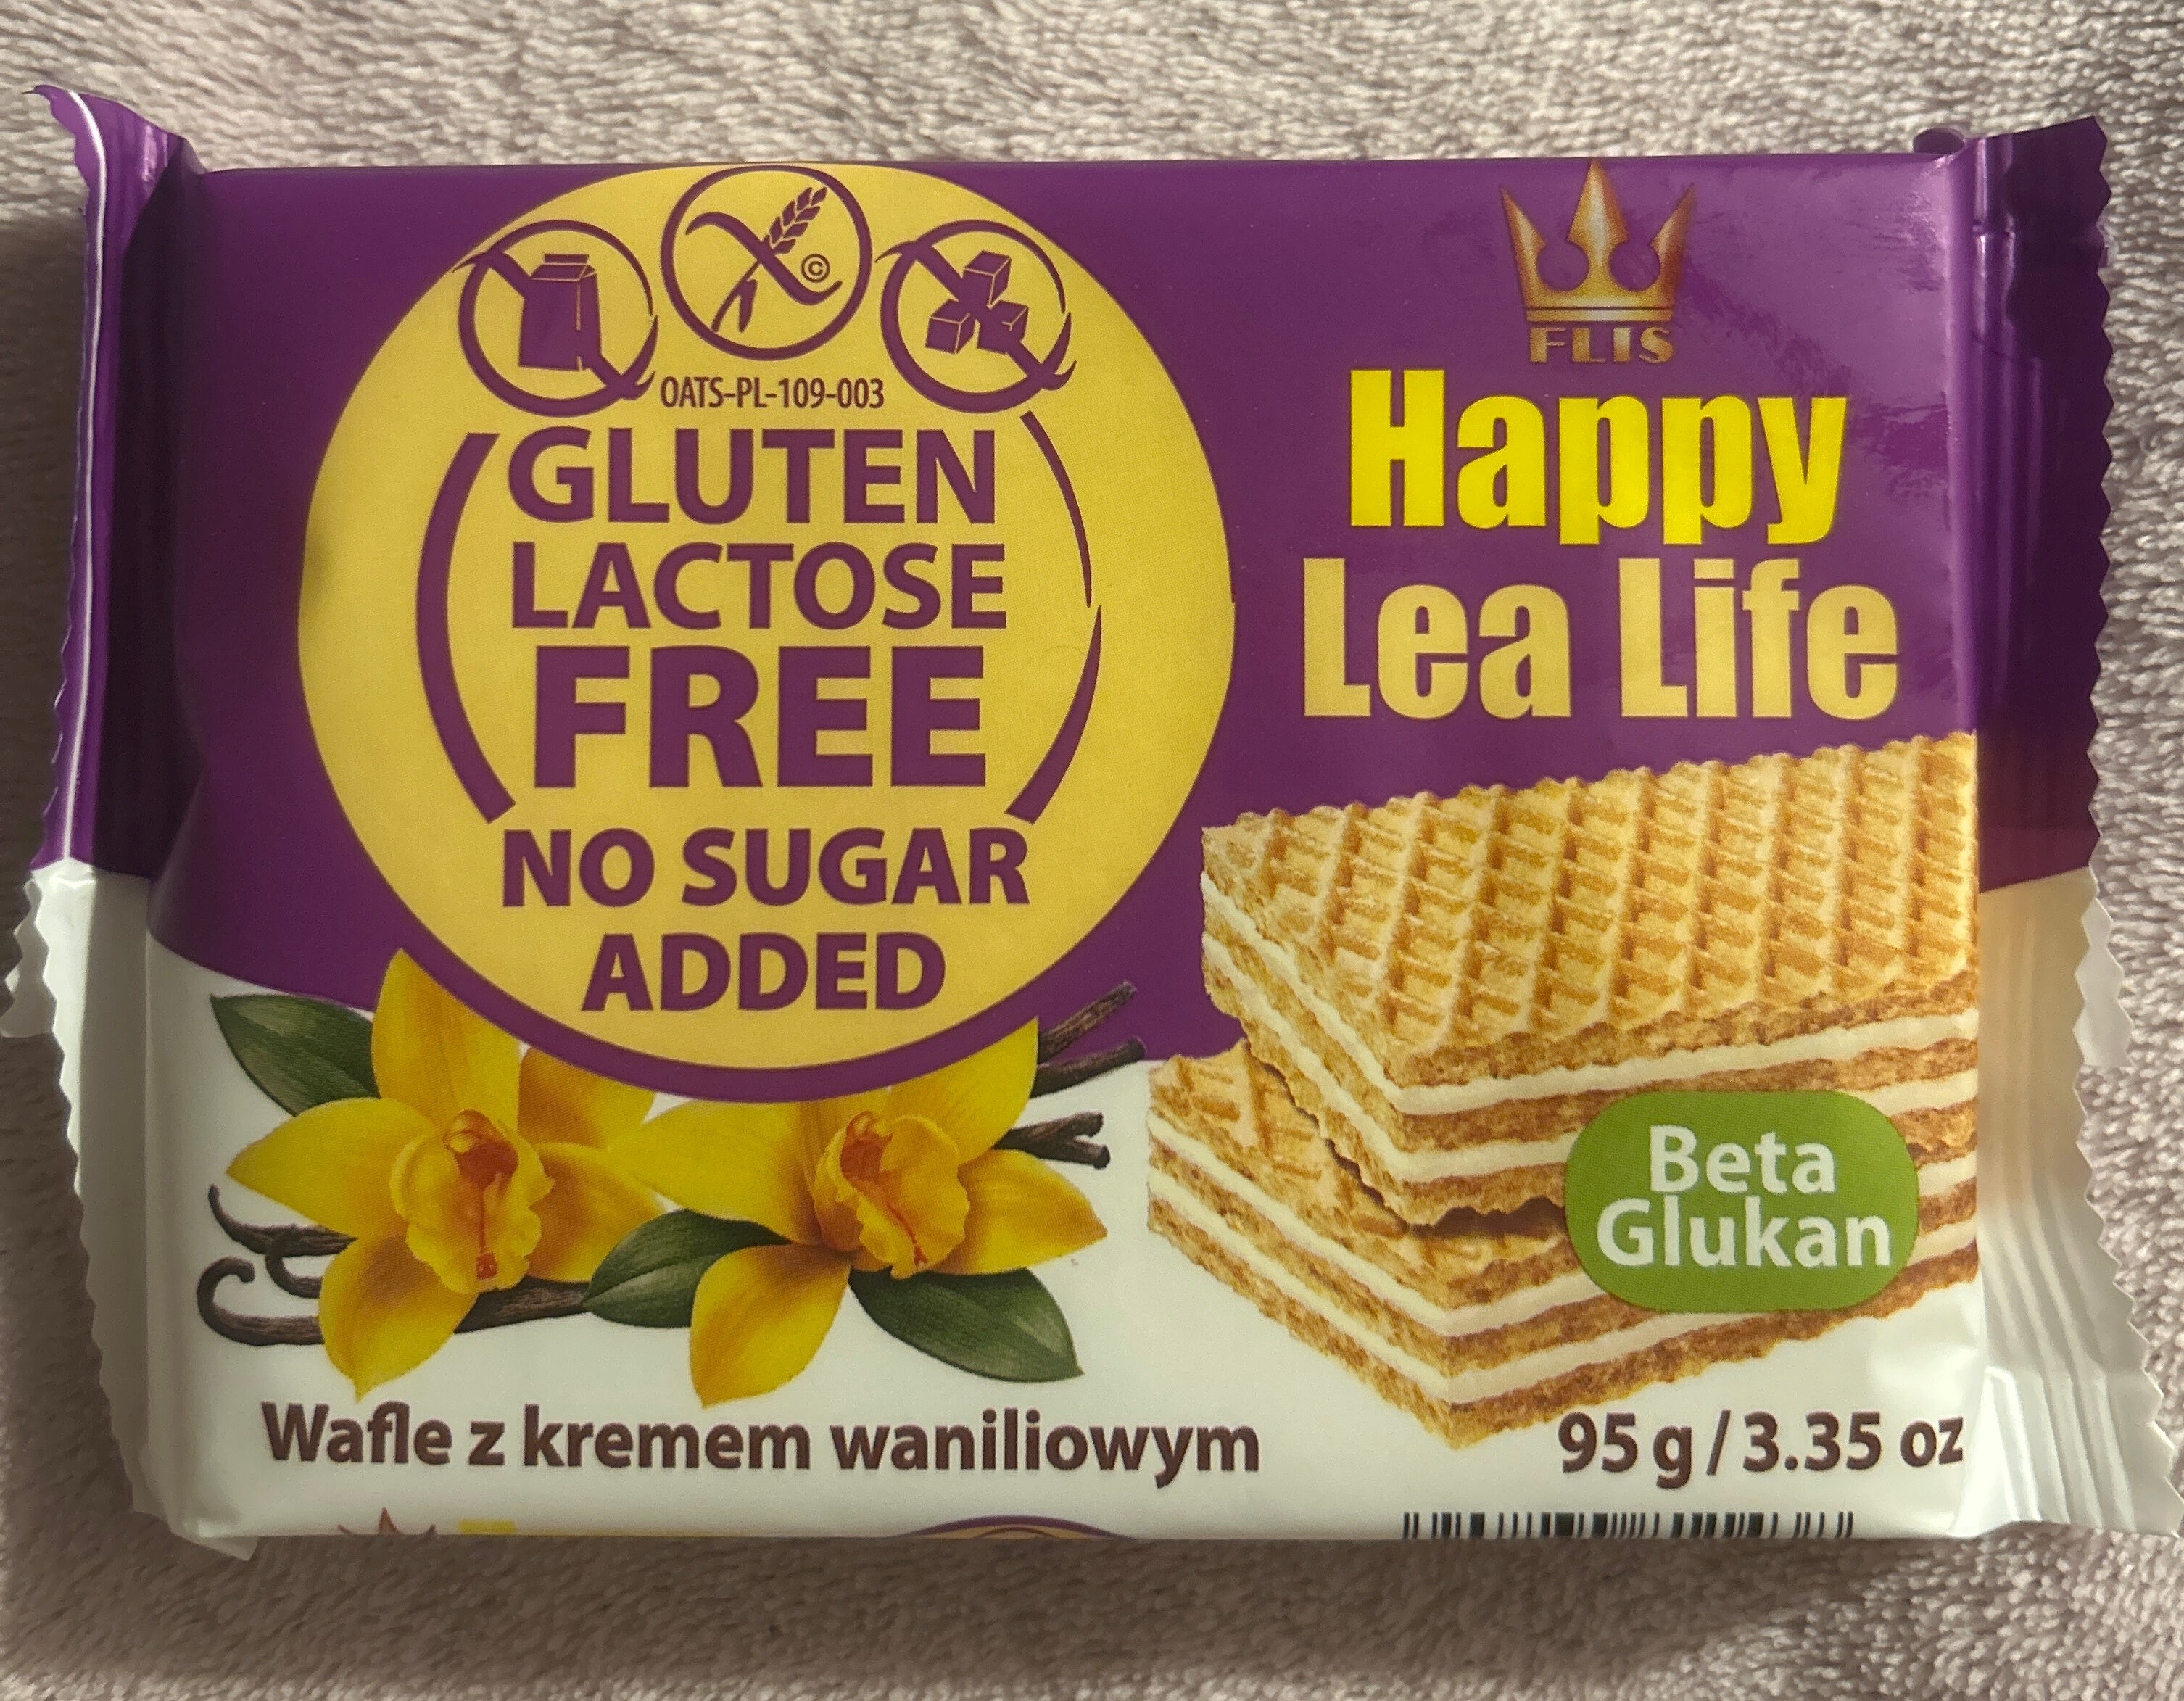 ©
OATS-PL-109-003
GLUTEN
LACTOSE
FREE
NO SUGAR
ADDED
FLIS
Happy
Lea Life
Beta
Glukan
Wafle z kremem waniliowym
95 g / 3.35 oz